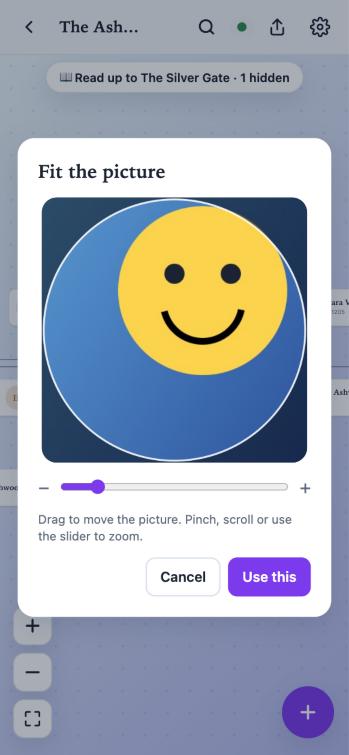 The Ash...
Read up to The Silver Gate · 1 hidden
Fit the picture
Drag to move the picture. Pinch, scroll or use
the slider to zoom.
Cancel
Use this